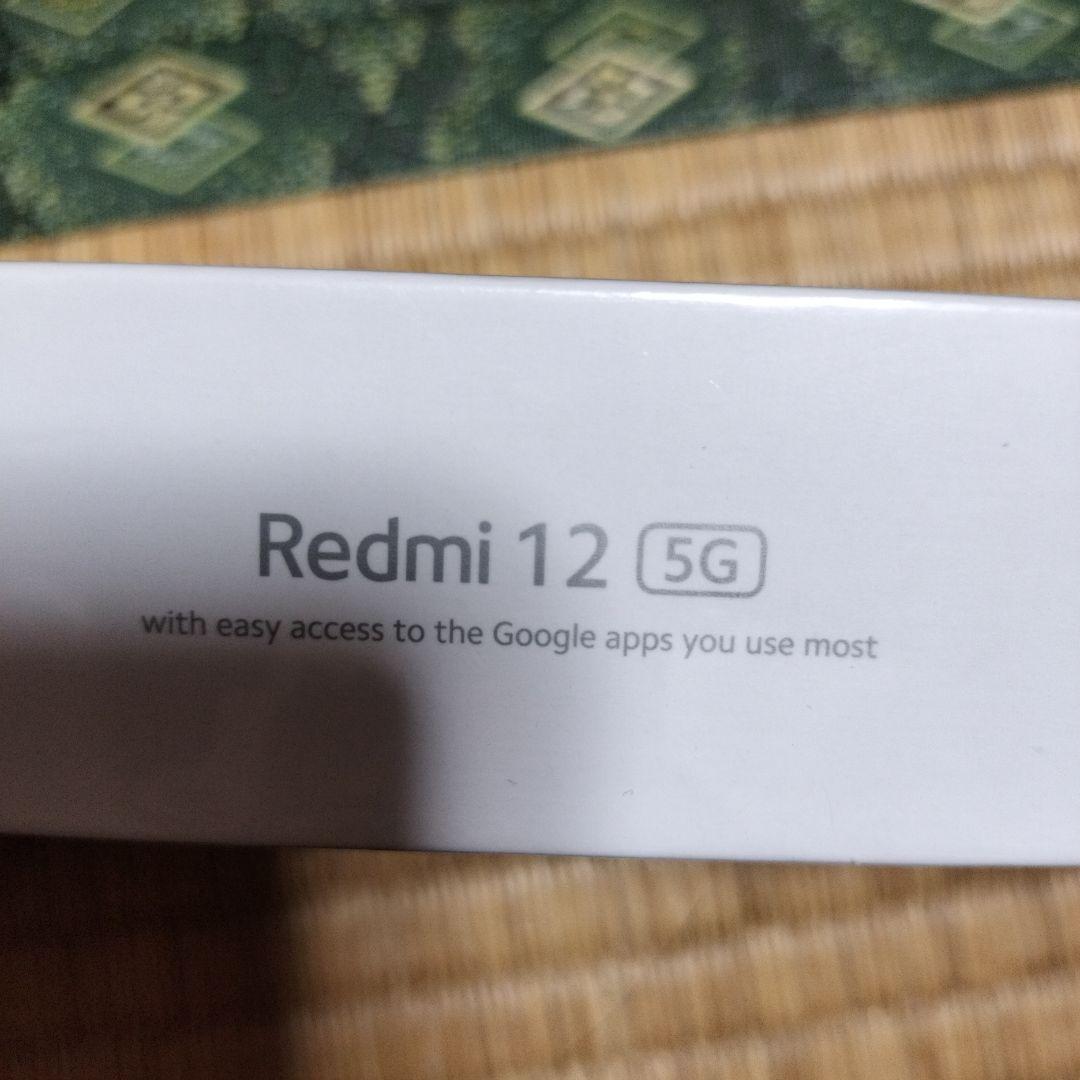 Redmi 12 5G
with easy access to the Google apps you use most